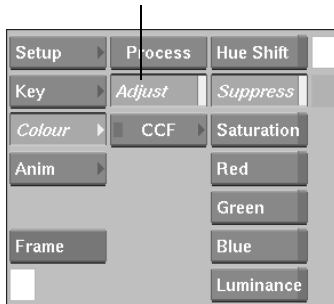 Setup Process Hue Shift
Key Adjust Suppress
Colour CCF Saturation
Anim Red
Green
Frame Blue
Luminance